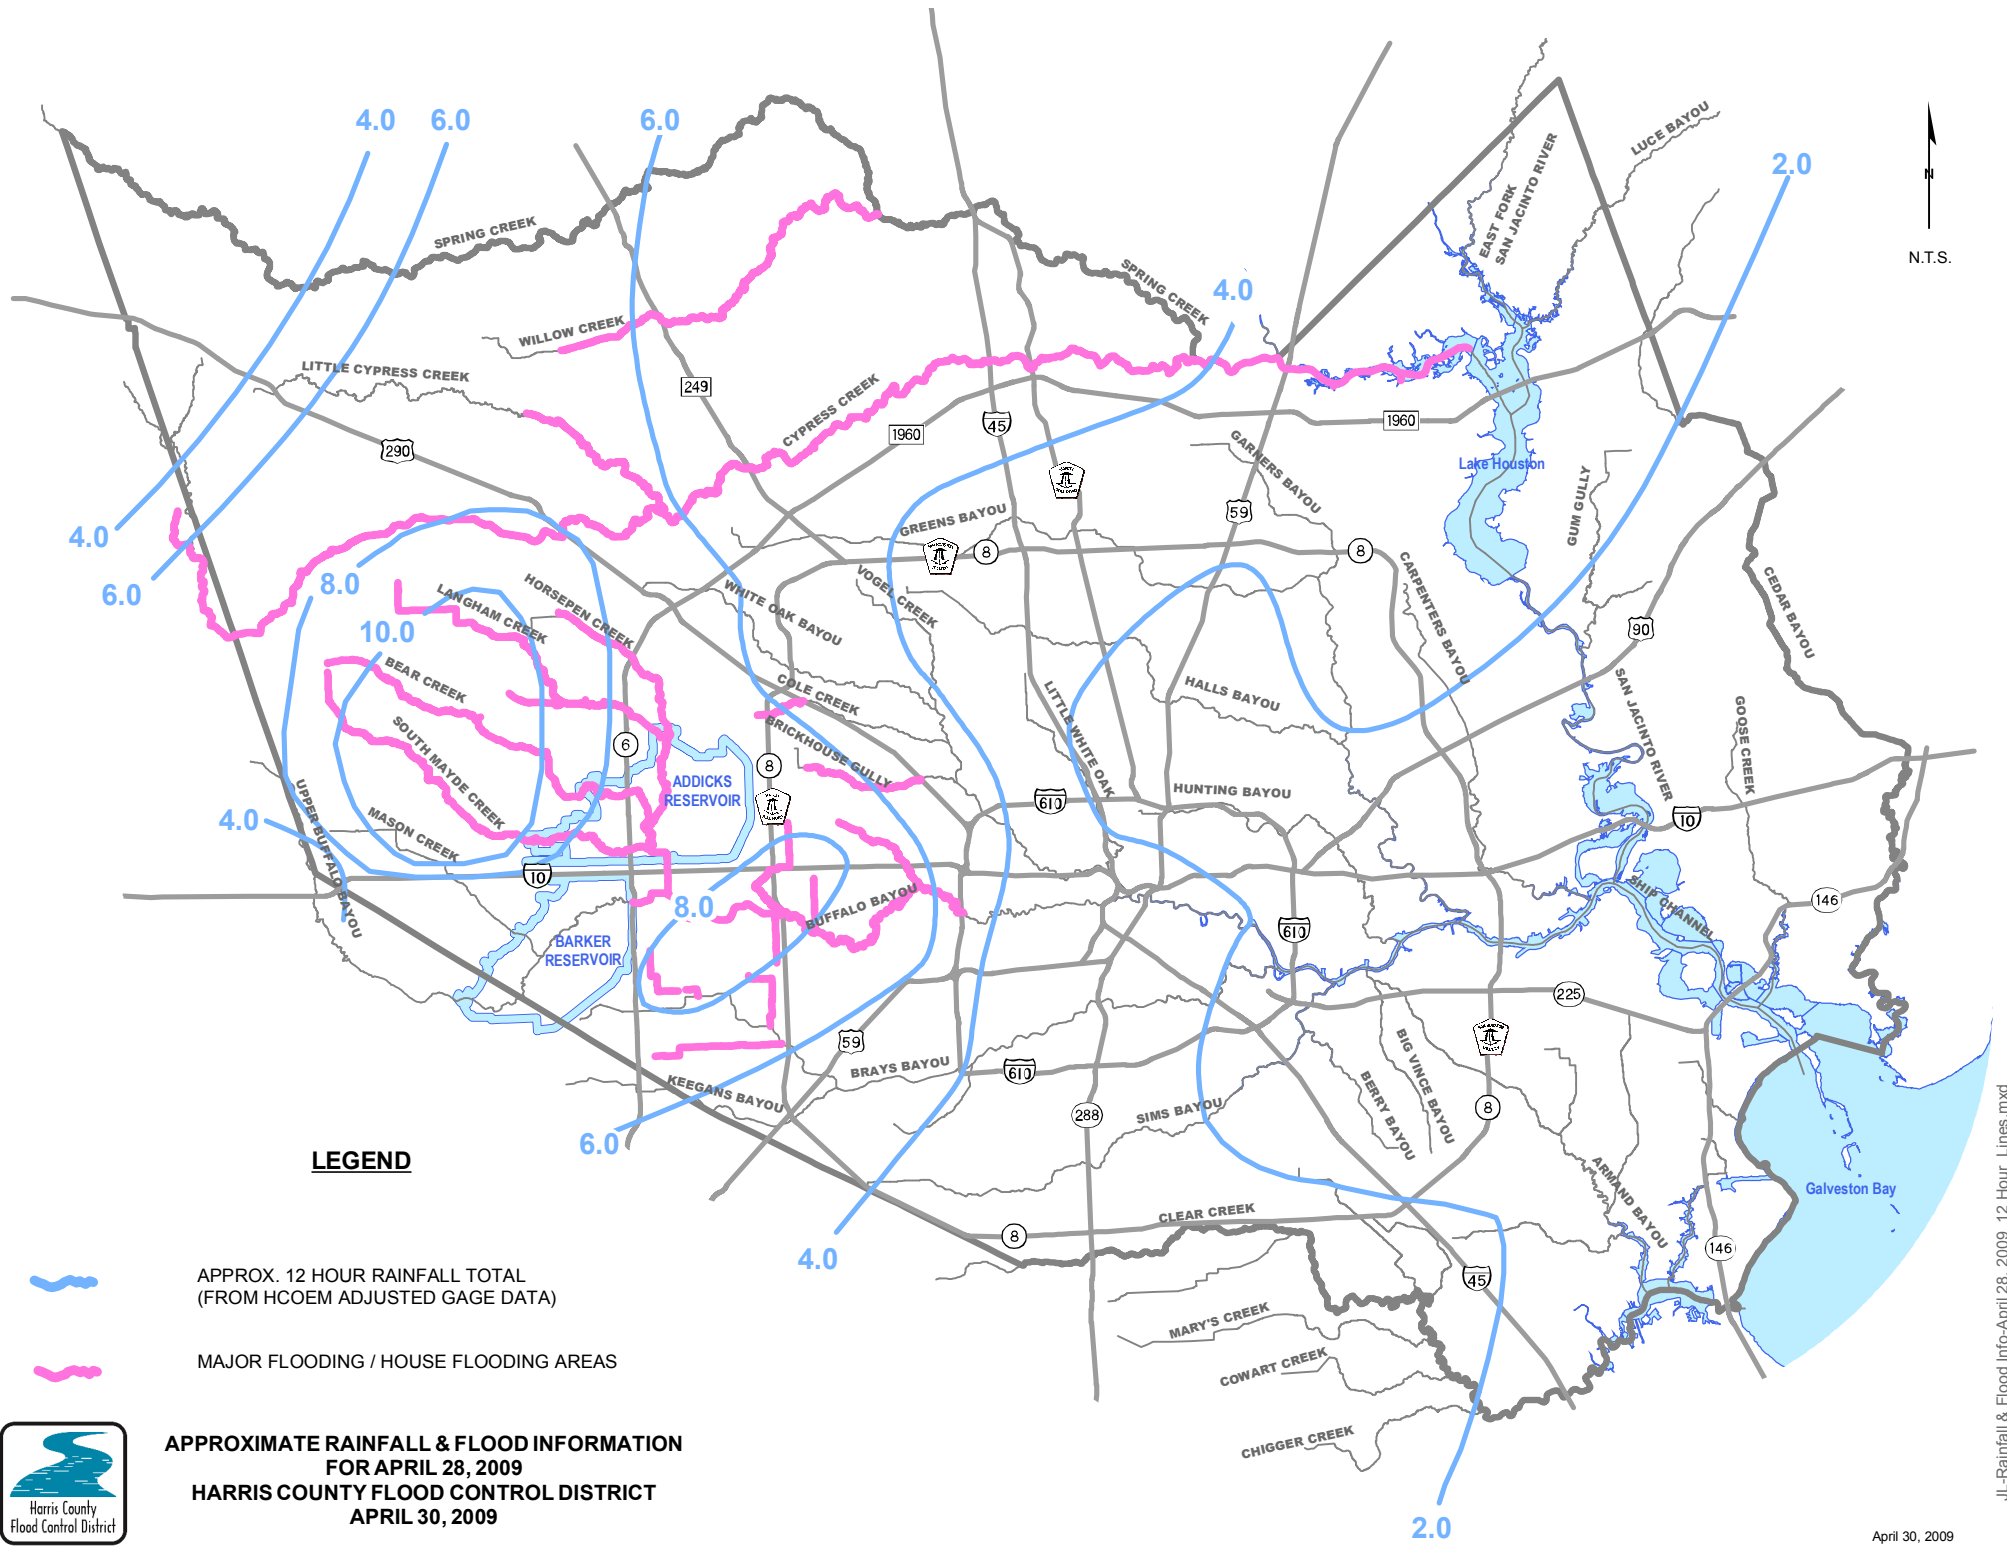 4.0
6.0
6.0
2.0
N
N.T.S.
LUCE BAYOU
EAST FORK
SAN JACINTO RIVER
SPRING CREEK
SPRING CREEK
4.0
WILLOW CREEK
LITTLE CYPRESS CREEK
249
CYPRESS CREEK
1960
45
1960
290
GARNERS BAYOU
Lake Houston
GUM GULLY
59
GREENS BAYOU
8
8
4.0
6.0
8.0
10.0
LANGHAM CREEK
HORSEPEN CREEK
WHITE OAK BAYOU
VOGEL CREEK
CARPENTERS BAYOU
CEDAR BAYOU
90
BEAR CREEK
COLE CREEK
LITTLE WHITE OAK
HALLS BAYOU
SAN JACINTO RIVER
GOOSE CREEK
SOUTH MAYDE CREEK
6
BRICKHOUSE GULLY
8
ADDICKS
RESERVOIR
HUNTING BAYOU
610
10
UPPER BUFFALO BAYOU
4.0
MASON CREEK
10
8.0
BUFFALO BAYOU
SHIP
CHANNEL
146
BARKER
RESERVOIR
610
225
59
BRAYS BAYOU
610
KEEGANS BAYOU
BIG VINCE BAYOU
BERRY BAYOU
288
SIMS BAYOU
8
6.0
ARMAND BAYOU
Galveston Bay
CLEAR CREEK
8
4.0
146
45
MARY'S CREEK
COWART CREEK
CHIGGER CREEK
2.0
LEGEND
APPROX. 12 HOUR RAINFALL TOTAL
(FROM HCOEM ADJUSTED GAGE DATA)
MAJOR FLOODING / HOUSE FLOODING AREAS
Harris County
Flood Control District
APPROXIMATE RAINFALL & FLOOD INFORMATION
FOR APRIL 28, 2009
HARRIS COUNTY FLOOD CONTROL DISTRICT
APRIL 30, 2009
JL-Rainfall & Flood Info-April 28, 2009_12 Hour_Lines.mxd
April 30, 2009